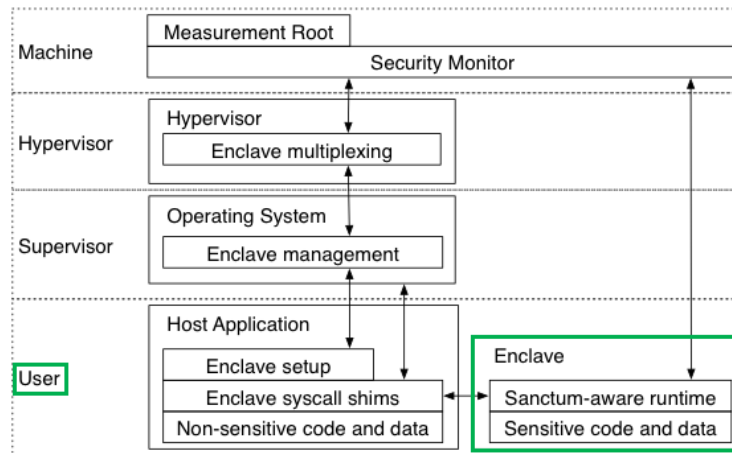 Machine
Measurement Root
Security Monitor
Hypervisor
Hypervisor
Enclave multiplexing
Supervisor
Operating System
Enclave management
User
Host Application
Enclave setup
Enclave syscall shims
Non-sensitive code and data
Enclave
Sanctum-aware runtime
Sensitive code and data